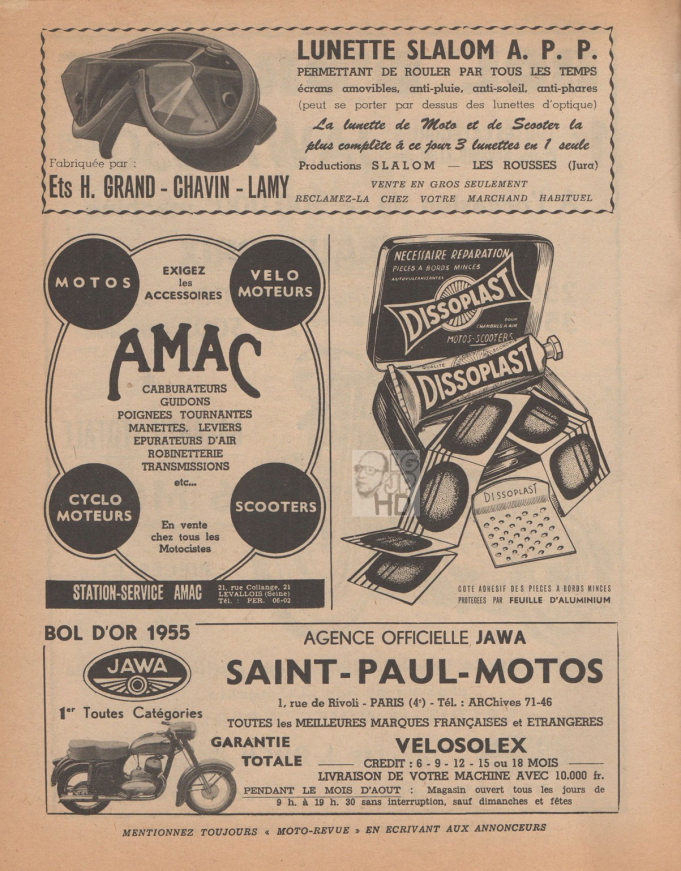 LUNETTE SLALOM A. P. P.
PERMETTANT DE ROULER PAR TOUS LES TEMPS
écrans amovibles, anti-pluie, anti-soleil, anti-phares
(peut se porter par dessus des lunettes d'optique)
La lunette de Moto et de Scooter la
plus complète à ce jour 3 lunettes en 1 seule
Fabriquée par :
Ets H. GRAND - CHAVIN - LAMY
Productions SLALOM — LES ROUSSES (Jura)
VENTE EN GROS SEULEMENT
RECLAMEZ-LA CHEZ VOTRE MARCHAND HABITUEL
MOTOS
EXIGEZ
les
ACCESSOIRES
VELO
MOTEURS
AMAC
CARBURATEURS
GUIDONS
POIGNEES TOURNANTES
MANETTES, LEVIERS
EPURATEURS D'AIR
ROBINETTERIE
TRANSMISSIONS
etc...
CYCLO
MOTEURS
SCOOTERS
En vente
chez tous les
Motocistes
STATION-SERVICE AMAC
21, rue Collange, 21
LEVALLOIS (Seine)
Tél. : PER. 06-02
NECESSAIRE REPARATION
PIECES A BORDS MINCES
AUTOVULCANISANTES
DISSOPLAST
POUR
CHAMBRES A AIR
MOTOS-SCOOTERS
DISSOPLAST
DISSOPLAST
COTE ADHESIF DES PIECES A BORDS MINCES
PROTEGEES PAR FEUILLE D'ALUMINIUM
BOL D'OR 1955
JAWA
1er Toutes Catégories
GARANTIE
TOTALE
AGENCE OFFICIELLE JAWA
SAINT-PAUL-MOTOS
1, rue de Rivoli - PARIS (4e) - Tél. : ARChives 71-46
TOUTES les MEILLEURES MARQUES FRANÇAISES et ETRANGERES
VELOSOLEX
CREDIT : 6 - 9 - 12 - 15 ou 18 MOIS
LIVRAISON DE VOTRE MACHINE AVEC 10.000 fr.
PENDANT LE MOIS D'AOUT : Magasin ouvert tous les jours de
9 h. à 19 h. 30 sans interruption, sauf dimanches et fêtes
MENTIONNEZ TOUJOURS « MOTO-REVUE » EN ECRIVANT AUX ANNONCEURS